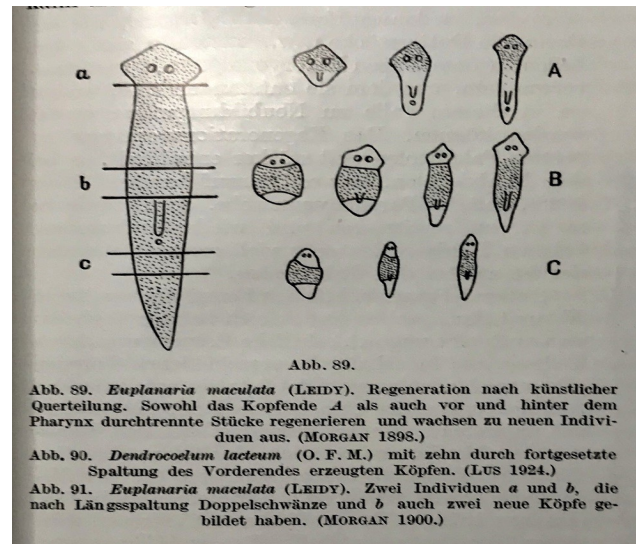 a
A
b
B
c
C
Abb. 89.
Abb. 89. Euplanaria maculata (LEIDY). Regeneration nach künstlicher
Querteilung. Sowohl das Kopfende A als auch vor und hinter dem
Pharynx durchtrennte Stücke regenerieren und wachsen zu neuen Indivi-
duen aus. (MORGAN 1898.)
Abb. 90. Dendrocoelum lacteum (O. F. M.) mit zehn durch fortgesetzte
Spaltung des Vorderendes erzeugten Köpfen. (LUS 1924.)
Abb. 91. Euplanaria maculata (LEIDY). Zwei Individuen a und b, die
nach Längsspaltung Doppelschwänze und b auch zwei neue Köpfe ge-
bildet haben. (MORGAN 1900.)